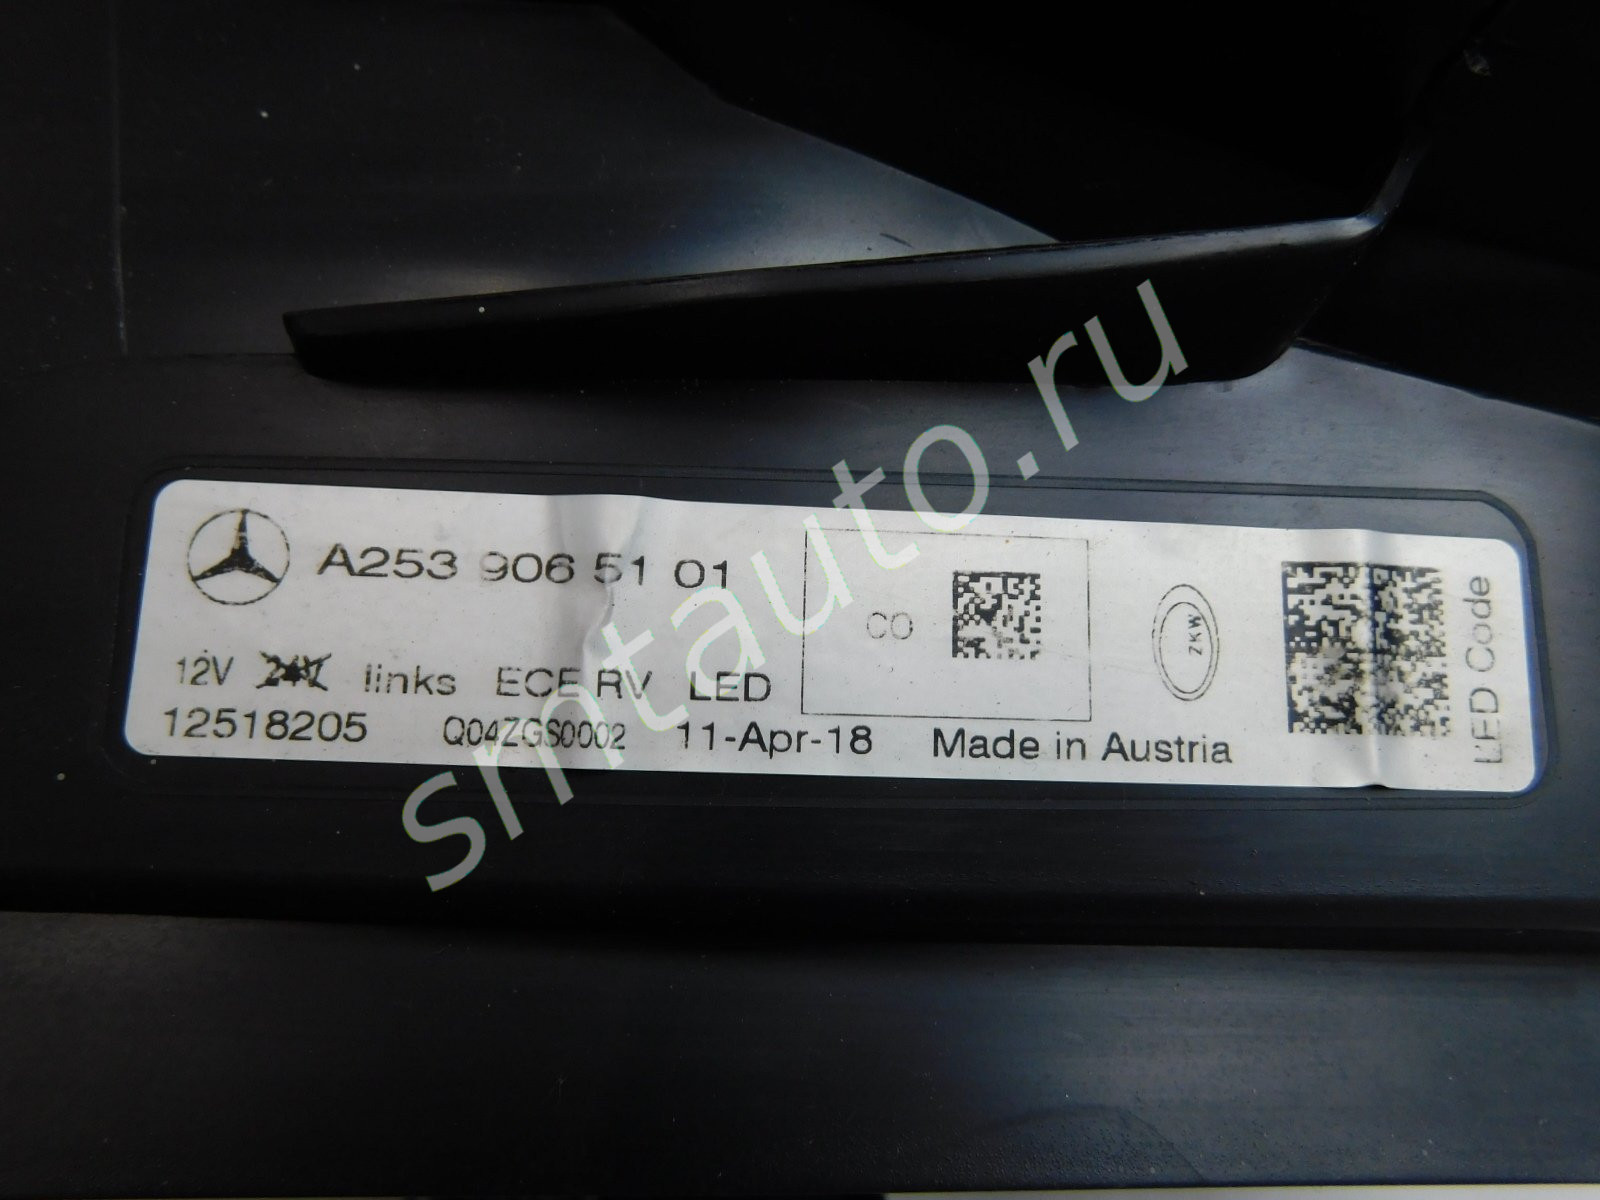 A253 906 51 01
CO
ZKW
LED Code
12V 24V links ECE RV LED
12518205 Q04ZGS0002 11-Apr-18 Made in Austria
smtauto.ru